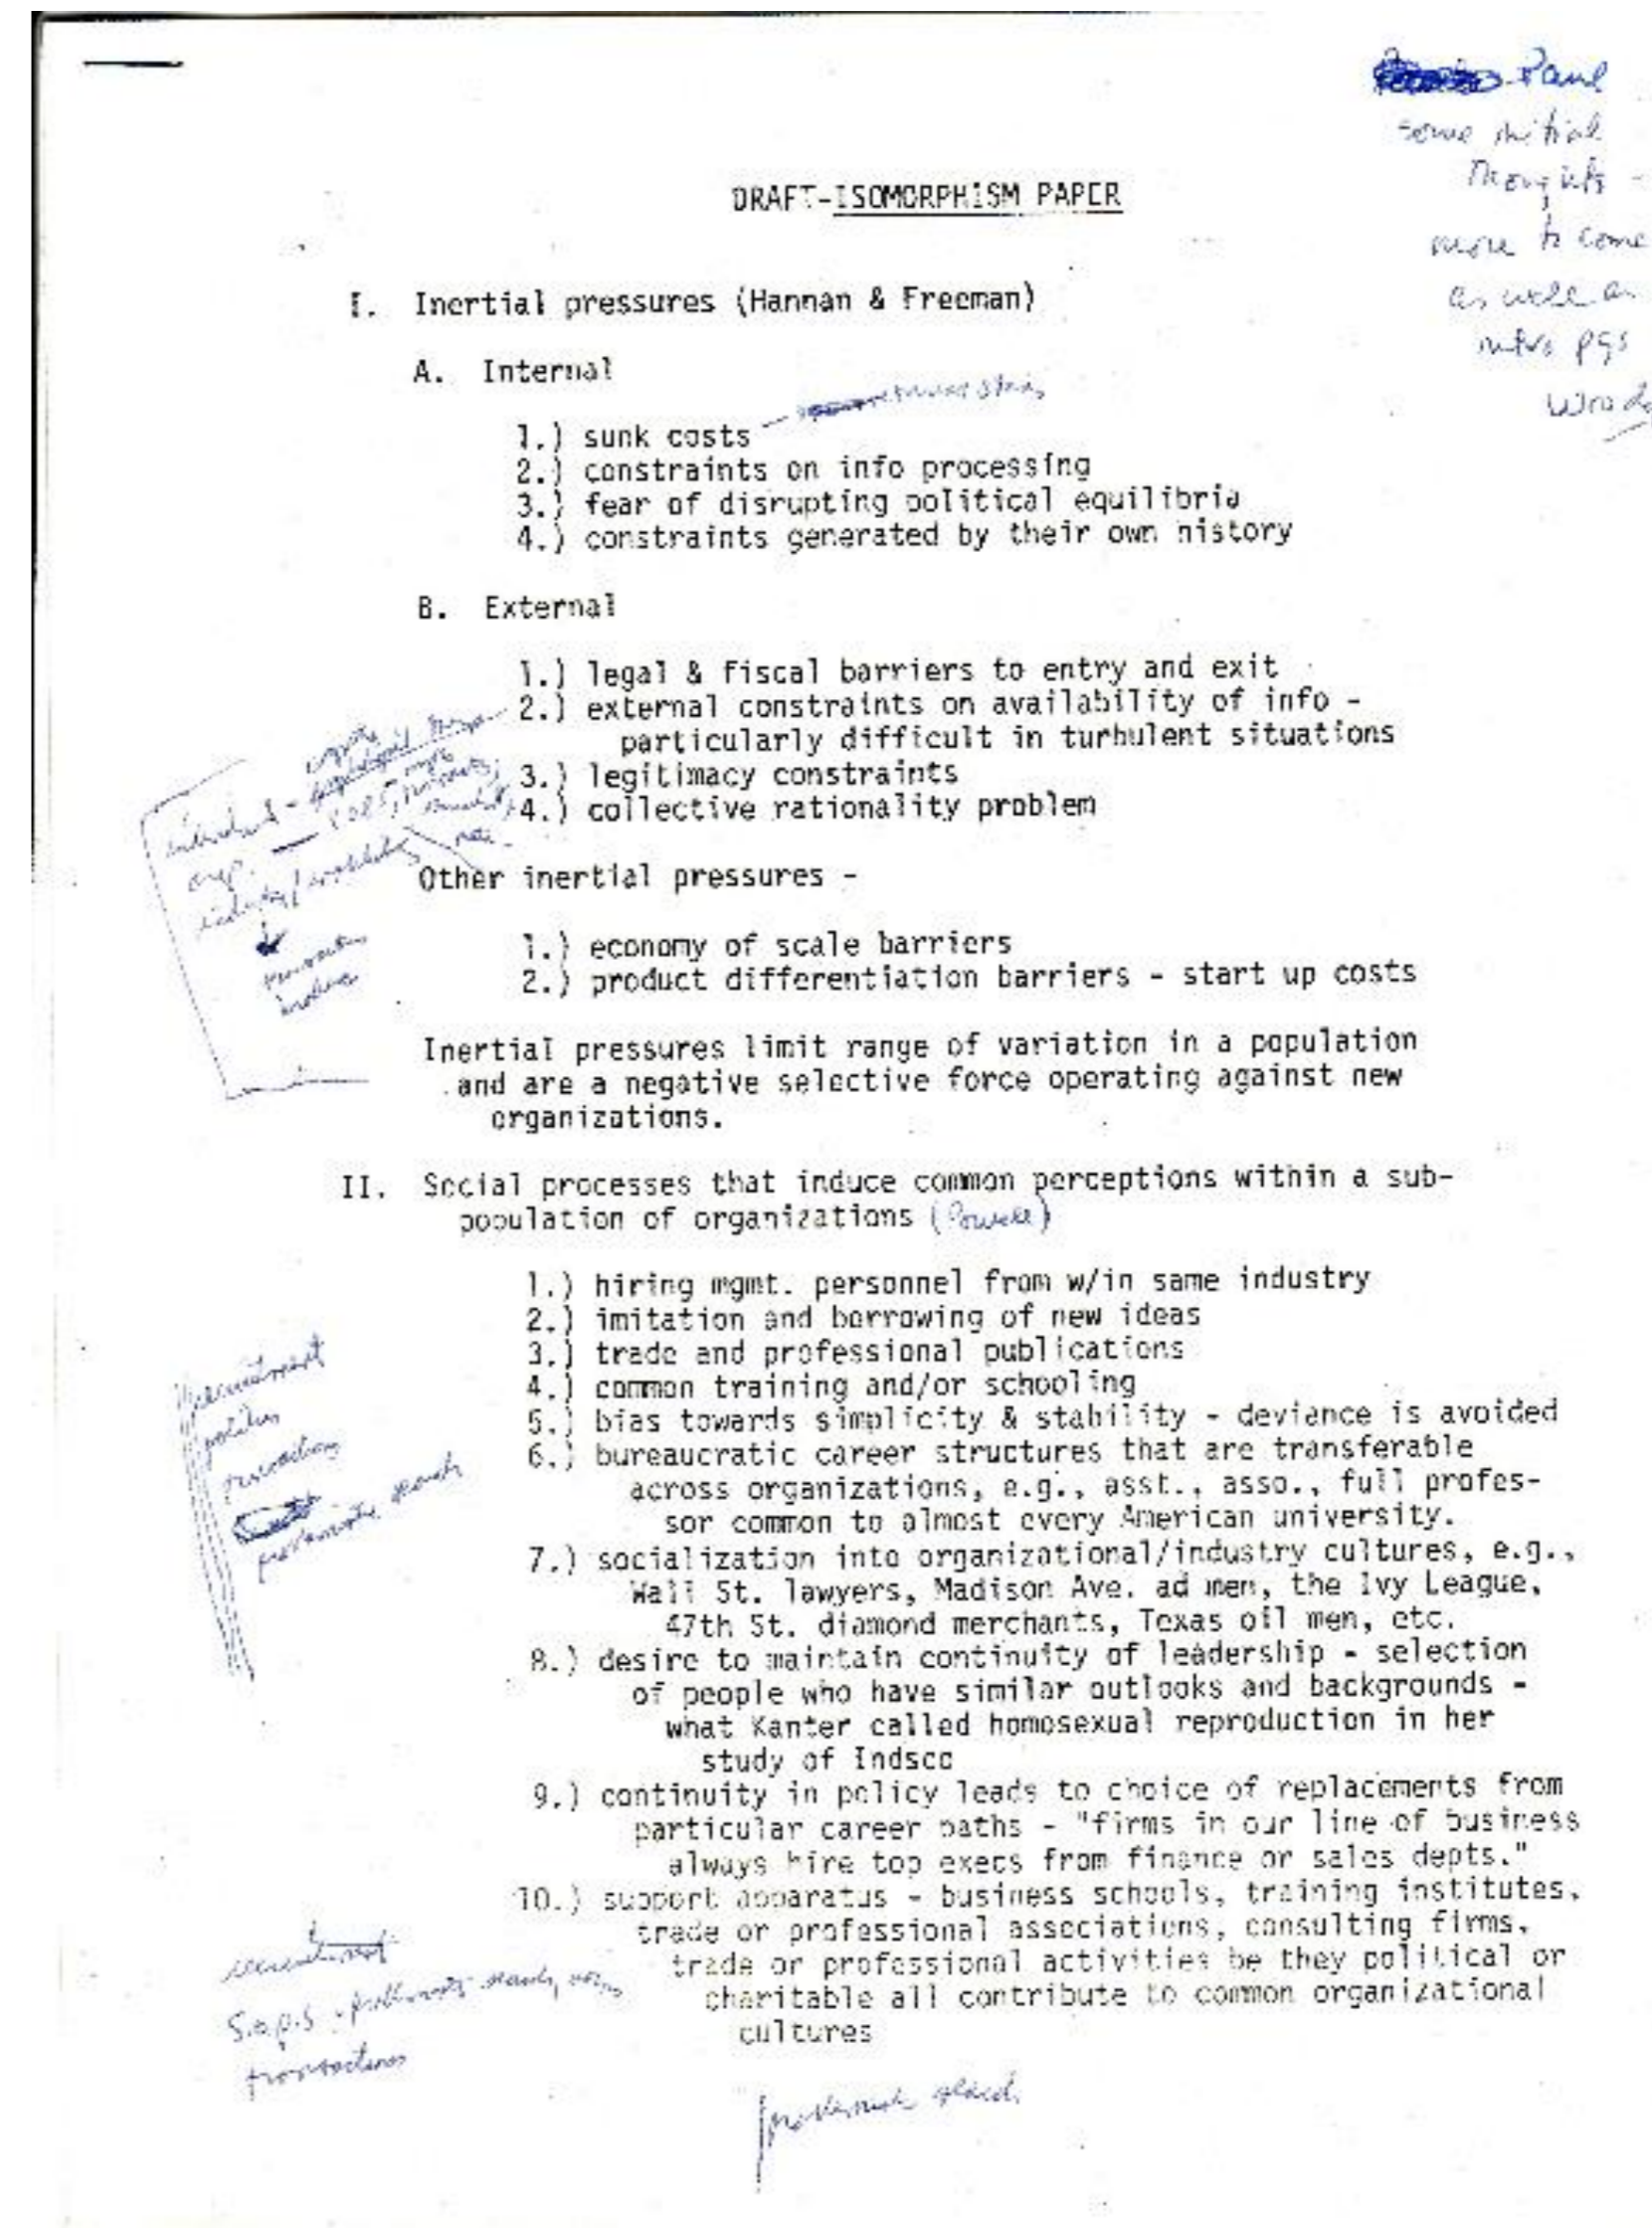 Paul
some initial
thoughts -
more to come
as well as
intro pgs
Woody
DRAFT-ISOMORPHISM PAPER
I. Inertial pressures (Hannan & Freeman)
A. Internal
1.) sunk costs
2.) constraints on info processing
3.) fear of disrupting political equilibria
4.) constraints generated by their own history
B. External
1.) legal & fiscal barriers to entry and exit
2.) external constraints on availability of info -
particularly difficult in turbulent situations
3.) legitimacy constraints
4.) collective rationality problem
Other inertial pressures -
1.) economy of scale barriers
2.) product differentiation barriers - start up costs
Inertial pressures limit range of variation in a population
and are a negative selective force operating against new
organizations.
II. Social processes that induce common perceptions within a sub-
population of organizations (Powell)
1.) hiring mgmt. personnel from w/in same industry
2.) imitation and borrowing of new ideas
3.) trade and professional publications
4.) common training and/or schooling
5.) bias towards simplicity & stability - deviance is avoided
6.) bureaucratic career structures that are transferable
across organizations, e.g., asst., asso., full profes-
sor common to almost every American university.
7.) socialization into organizational/industry cultures, e.g.,
Wall St. lawyers, Madison Ave. ad men, the Ivy League,
47th St. diamond merchants, Texas oil men, etc.
8.) desire to maintain continuity of leadership - selection
of people who have similar outlooks and backgrounds -
what Kanter called homosexual reproduction in her
study of Indsco
9.) continuity in policy leads to choice of replacements from
particular career paths - "firms in our line of business
always hire top execs from finance or sales depts."
10.) support apparatus - business schools, training institutes,
trade or professional associations, consulting firms,
trade or professional activities be they political or
charitable all contribute to common organizational
cultures
recruitment
search
recruitment
S.o.p.s
transactions
problemistic search